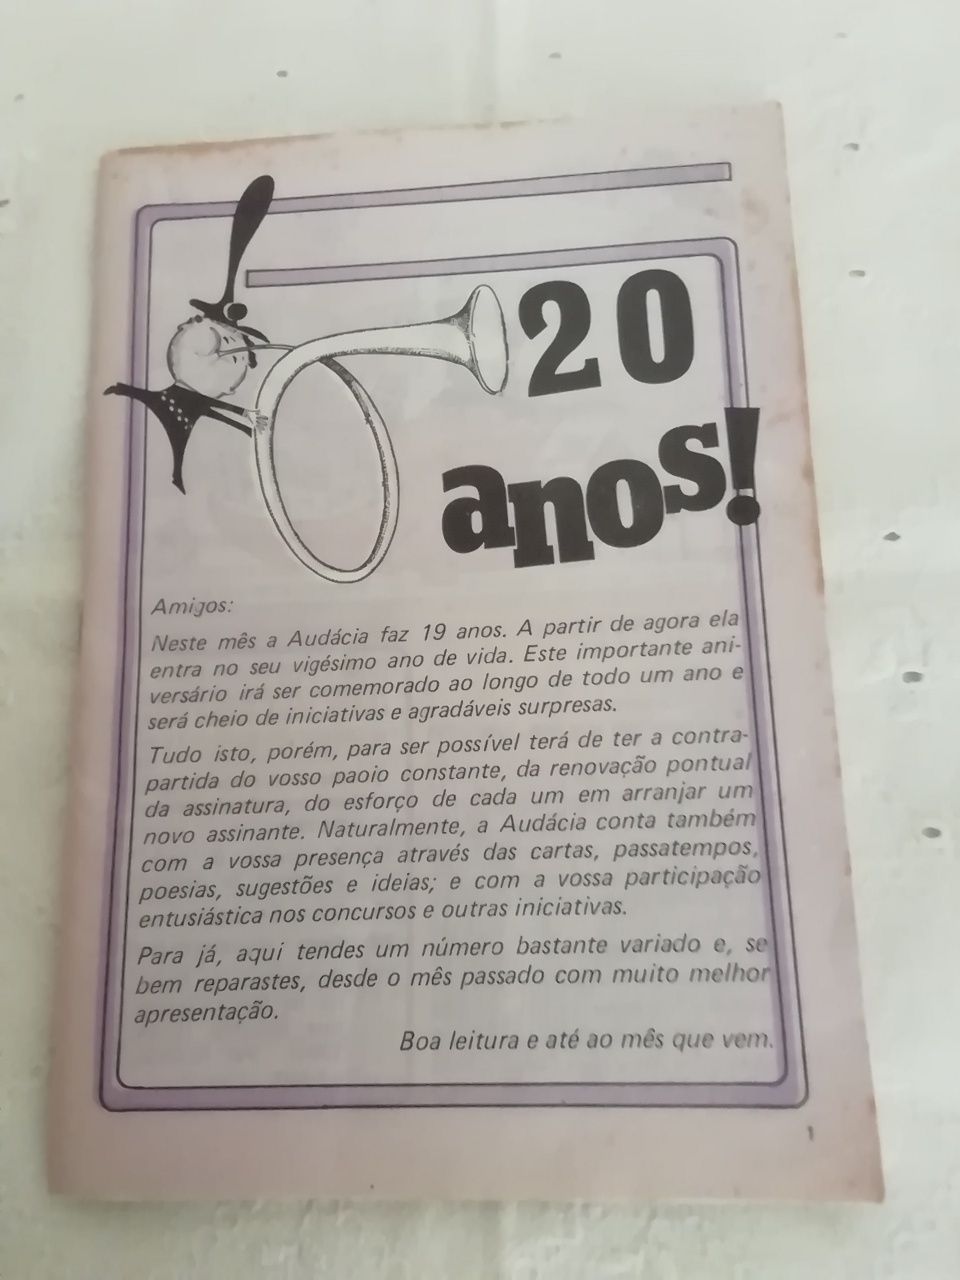 20
anos!
Amigos:
Neste mês a Audácia faz 19 anos. A partir de agora ela
entra no seu vigésimo ano de vida. Este importante ani-
versário irá ser comemorado ao longo de todo um ano e
será cheio de iniciativas e agradáveis surpresas.
Tudo isto, porém, para ser possível terá de ter a contra-
partida do vosso paoio constante, da renovação pontual
da assinatura, do esforço de cada um em arranjar um
novo assinante. Naturalmente, a Audácia conta também
com a vossa presença através das cartas, passatempos,
poesias, sugestões e ideias; e com a vossa participação
entusiástica nos concursos e outras iniciativas.
Para já, aqui tendes um número bastante variado e, se
bem reparastes, desde o mês passado com muito melhor
apresentação.
Boa leitura e até ao mês que vem.
1